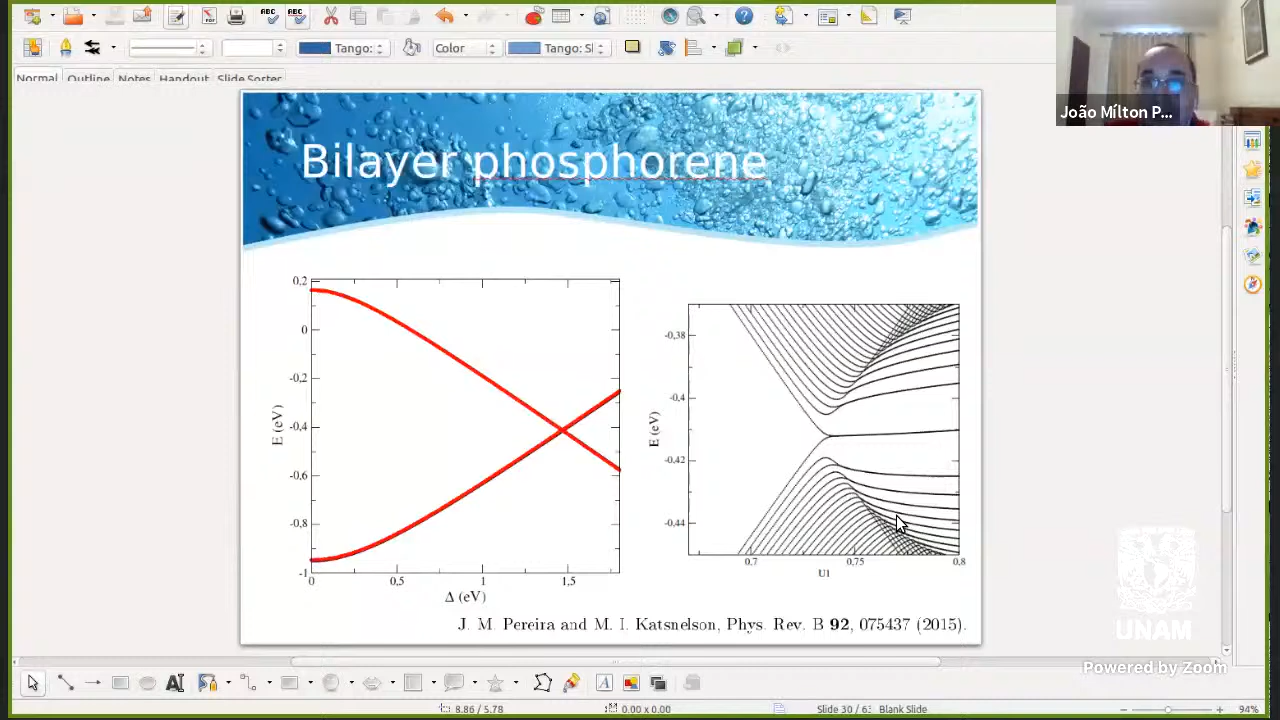 Tango:
Color
Tango: Sl
Normal
Outline
Notes
Handout
Slide Sorter
João Mílton P...
Bilayer phosphorene
0,2
0
-0,2
-0,4
-0,6
-0,8
-1
E (eV)
0
0,5
1
1,5
Δ (eV)
-0,38
-0,4
-0,42
-0,44
E (eV)
0,7
0,75
0,8
U1
J. M. Pereira and M. I. Katsnelson, Phys. Rev. B 92, 075437 (2015).
UNAM
Powered by Zoom
8.86 / 5.78
0.00 x 0.00
Slide 30 / 63
Blank Slide
94%